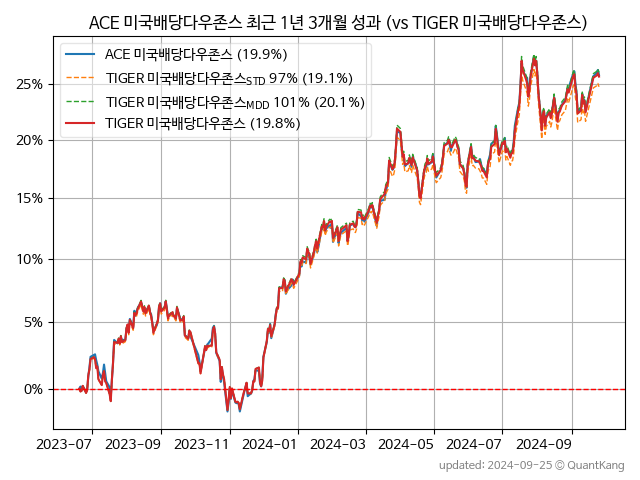 ACE 미국배당다우존스 최근 1년 3개월 성과 (vs TIGER 미국배당다우존스)
ACE 미국배당다우존스 (19.9%)
TIGER 미국배당다우존스STD 97% (19.1%)
TIGER 미국배당다우존스MDD 101% (20.1%)
TIGER 미국배당다우존스 (19.8%)
25%
20%
15%
10%
5%
0%
2023-07 2023-09 2023-11 2024-01 2024-03 2024-05 2024-07 2024-09
updated: 2024-09-25 © QuantKang